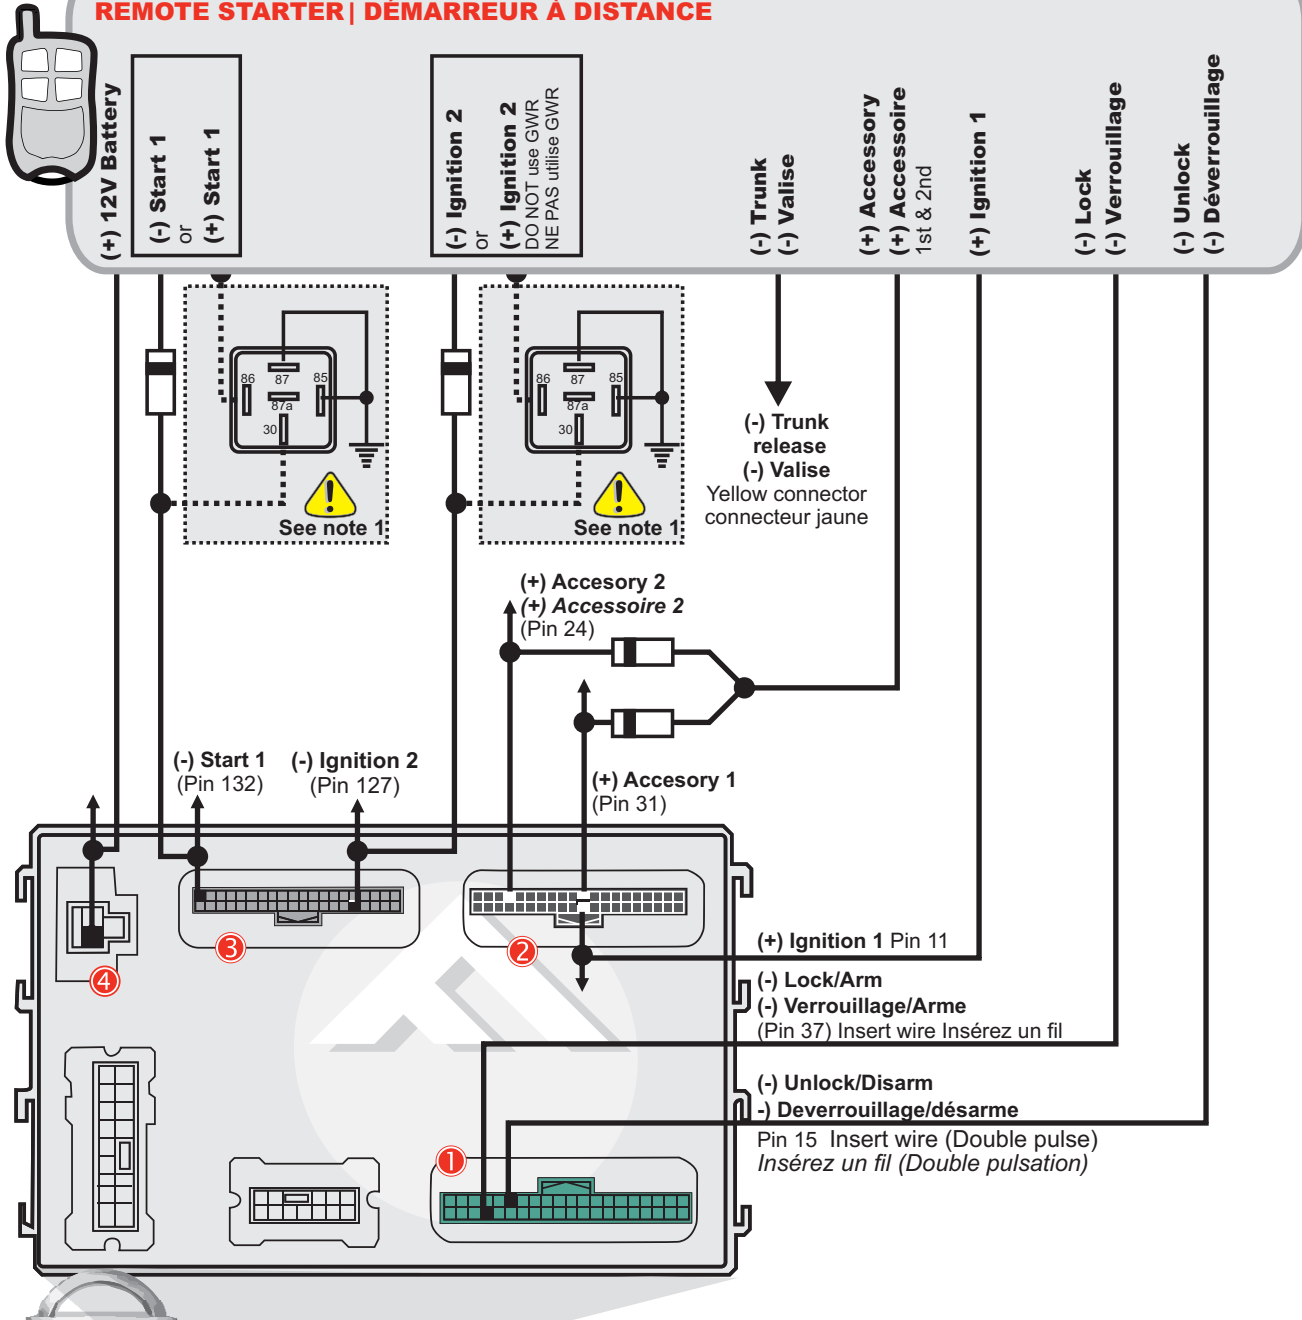 REMOTE STARTER| DÉMARREUR À DISTANCE
(+) 12V Battery
(-) Start 1
or
(+) Start 1
(-) Ignition 2
or
(+) Ignition 2
DO NOT use GWR
NE PAS utilise GWR
(-) Trunk
(-) Valise
(+) Accessory
(+) Accessoire
1st & 2nd
(+) Ignition 1
(-) Lock
(-) Verrouillage
(-) Unlock
(-) Déverrouillage
86
87
85
87a
30
See note 1
86
87
85
87a
30
See note 1
(-) Trunk
release
(-) Valise
Yellow connector
connecteur jaune
(+) Accesory 2
(+) Accessoire 2
(Pin 24)
(-) Start 1
(Pin 132)
(-) Ignition 2
(Pin 127)
(+) Accesory 1
(Pin 31)
4
3
2
(+) Ignition 1 Pin 11
(-) Lock/Arm
(-) Verrouillage/Arme
(Pin 37) Insert wire Insérez un fil
(-) Unlock/Disarm
-) Deverrouillage/désarme
Pin 15 Insert wire (Double pulse)
Insérez un fil (Double pulsation)
1